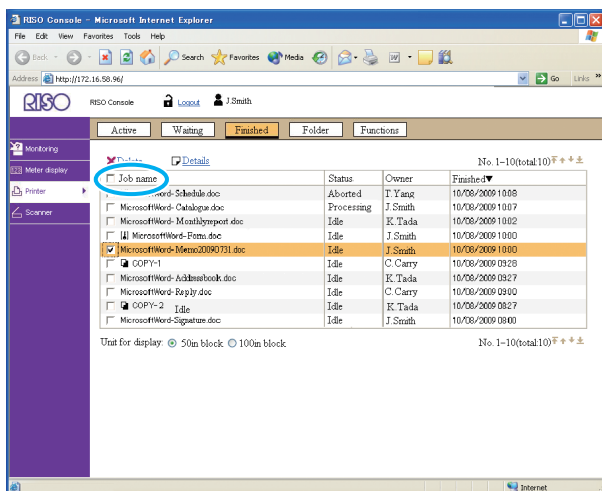 RISO Console - Microsoft Internet Explorer
File Edit View Favorites Tools Help
Back Search Favorites Media
Address http://172.16.58.96/ Go Links »
RISO RISO Console Logout J.Smith
Active Waiting Finished Folder Functions
Monitoring
Meter display
Printer
Scanner
Delete Details No. 1-10(total:10)
Job name Status Owner Finished▼
Word-Schedule.doc Aborted T.Yang 10/08/2009 10:08
MicrosoftWord-Catalogue.doc Processing J.Smith 10/08/2009 10:07
MicrosoftWord-Monthlyreport.doc Idle K.Tada 10/08/2009 10:02
MicrosoftWord-Form.doc Idle J.Smith 10/08/2009 10:00
MicrosoftWord-Memo20090731.doc Idle J.Smith 10/08/2009 10:00
COPY-1 Idle C.Carry 10/08/2009 09:28
MicrosoftWord-Addressbook.doc Idle K.Tada 10/08/2009 09:27
MicrosoftWord-Reply.doc Idle C.Carry 10/08/2009 09:00
COPY-2 Idle Idle K.Tada 10/08/2009 08:27
MicrosoftWord-Signature.doc Idle J.Smith 10/08/2009 08:00
Unit for display: 50in block 100in block No. 1-10(total:10)
Internet